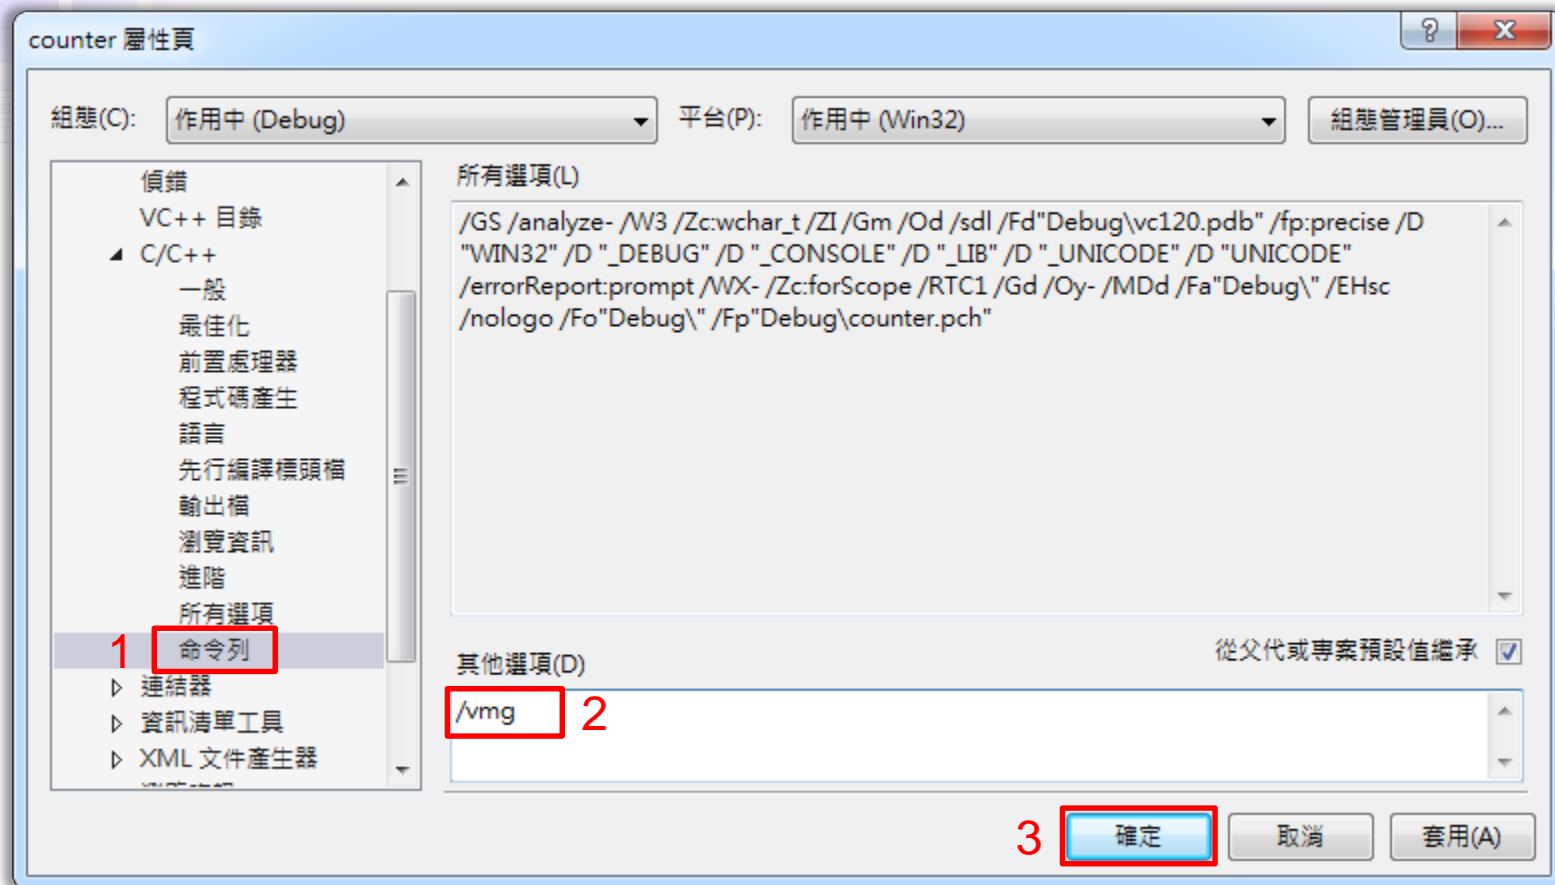 counter 屬性頁
組態(C): 作用中 (Debug) 平台(P): 作用中 (Win32) 組態管理員(O)...
偵錯
VC++ 目錄
C/C++
一般
最佳化
前置處理器
程式碼產生
語言
先行編譯標頭檔
輸出檔
瀏覽資訊
進階
所有選項
1 命令列
連結器
資訊清單工具
XML 文件產生器
所有選項(L)
/GS /analyze- /W3 /Zc:wchar_t /ZI /Gm /Od /sdl /Fd"Debug\vc120.pdb" /fp:precise /D
"WIN32" /D "_DEBUG" /D "_CONSOLE" /D "_LIB" /D "_UNICODE" /D "UNICODE"
/errorReport:prompt /WX- /Zc:forScope /RTC1 /Gd /Oy- /MDd /Fa"Debug\" /EHsc
/nologo /Fo"Debug\" /Fp"Debug\counter.pch"
從父代或專案預設值繼承
其他選項(D)
/vmg 2
3 確定 取消 套用(A)